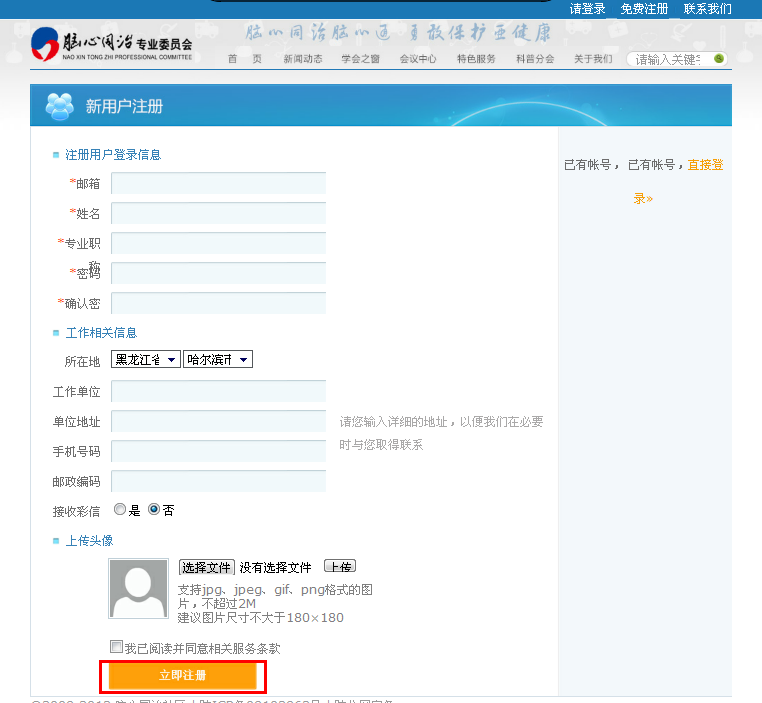 请登录 免费注册 联系我们
脑心同治专业委员会
脑心同治脑心通 勇敢保护亚健康
NAO XIN TONG ZHI PROFESSIONAL COMMITTEE
首 页 新闻动态 学会之窗 会议中心 特色服务 科普分会 关于我们 请输入关键字
新用户注册
注册用户登录信息
已有帐号， 已有帐号，直接登
录»
*邮箱
*姓名
*专业职
称
*密码
*确认密
工作相关信息
所在地 黑龙江省 哈尔滨市
工作单位
单位地址 请您输入详细的地址，以便我们在必要
时与您取得联系
手机号码
邮政编码
接收彩信 是 否
上传头像
选择文件 没有选择文件 上传
支持jpg、jpeg、gif、png格式的图
片，不超过2M
建议图片尺寸不大于180×180
我已阅读并同意相关服务条款
立即注册